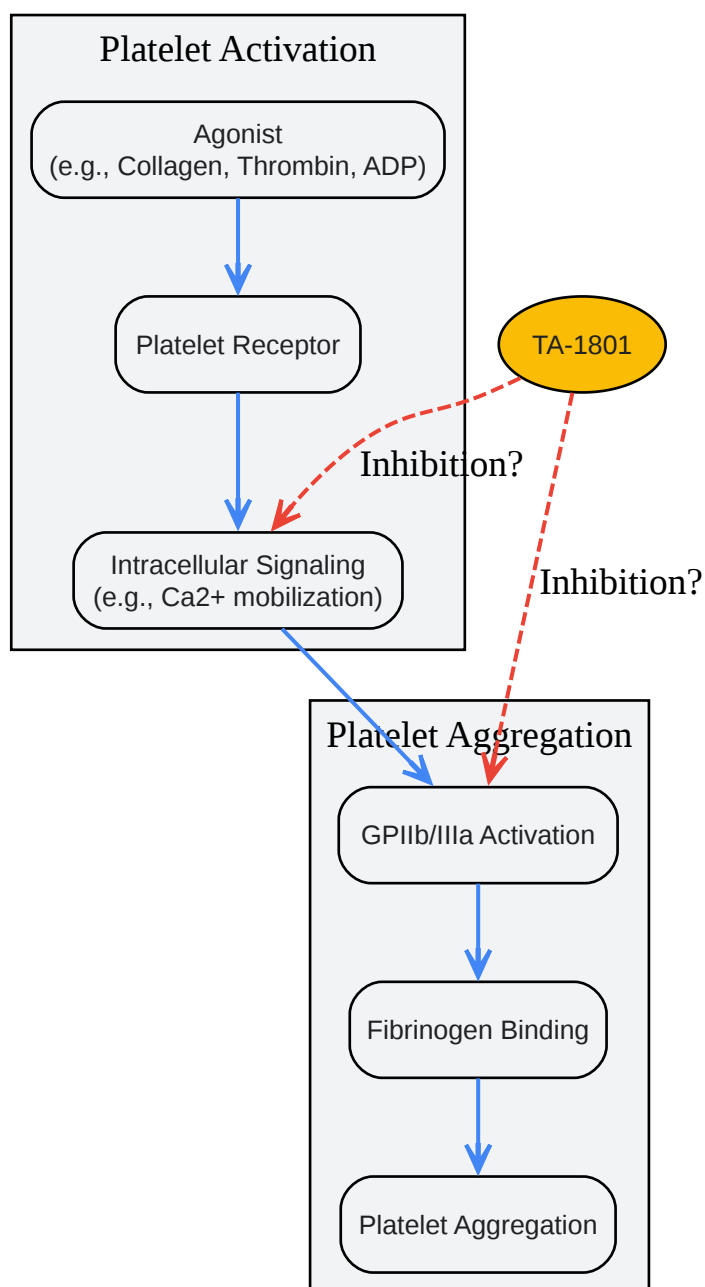 Platelet Activation
Agonist
(e.g., Collagen, Thrombin, ADP)
Platelet Receptor
TA-1801
Inhibition?
Intracellular Signaling
(e.g., Ca2+ mobilization)
Inhibition?
Platelet Aggregation
GPIIb/IIIa Activation
Fibrinogen Binding
Platelet Aggregation